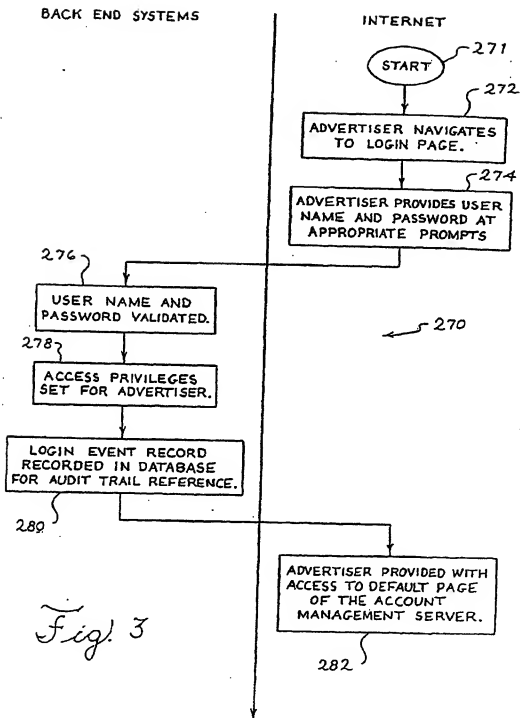 BACK END SYSTEMS
INTERNET
START
271
272
ADVERTISER NAVIGATES
TO LOGIN PAGE.
274
ADVERTISER PROVIDES USER
NAME AND PASSWORD AT
APPROPRIATE PROMPTS
276
USER NAME AND
PASSWORD VALIDATED.
270
278
ACCESS PRIVILEGES
SET FOR ADVERTISER.
LOGIN EVENT RECORD
RECORDED IN DATABASE
FOR AUDIT TRAIL REFERENCE.
280
ADVERTISER PROVIDED WITH
ACCESS TO DEFAULT PAGE
OF THE ACCOUNT
MANAGEMENT SERVER.
282
Fig. 3